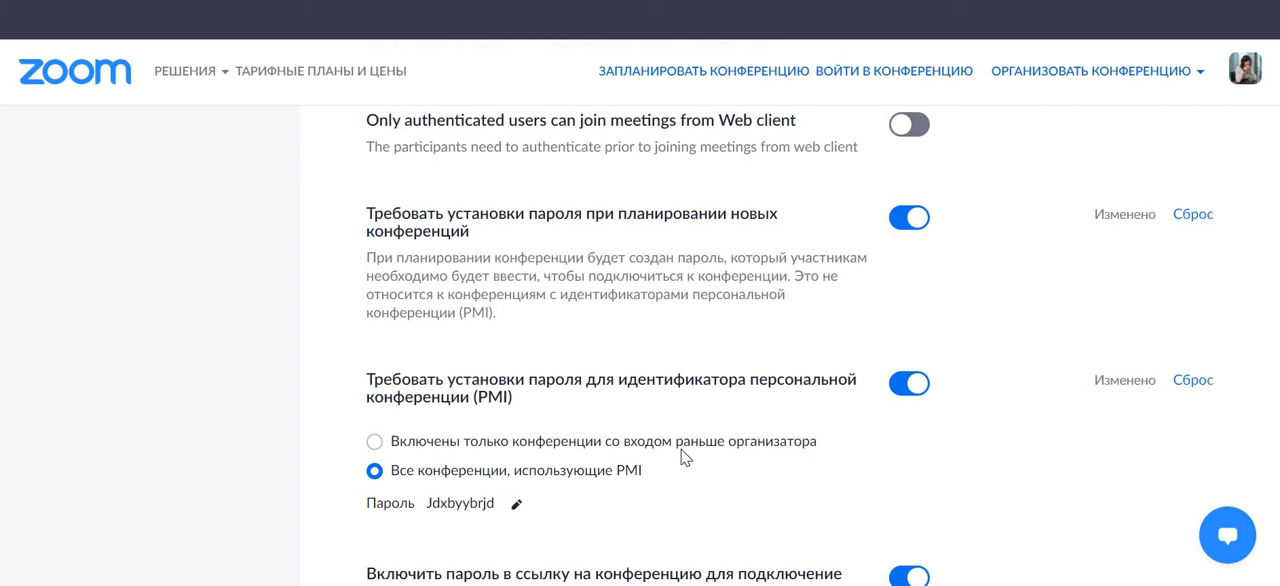 zoom РЕШЕНИЯ ТАРИФНЫЕ ПЛАНЫ И ЦЕНЫ ЗАПЛАНИРОВАТЬ КОНФЕРЕНЦИЮ ВОЙТИ В КОНФЕРЕНЦИЮ ОРГАНИЗОВАТЬ КОНФЕРЕНЦИЮ
Only authenticated users can join meetings from Web client
The participants need to authenticate prior to joining meetings from web client
Требовать установки пароля при планировании новых Изменено Сброс
конференций
При планировании конференции будет создан пароль, который участникам
необходимо будет ввести, чтобы подключиться к конференции. Это не
относится к конференциям с идентификаторами персональной
конференции (PMI).
Требовать установки пароля для идентификатора персональной Изменено Сброс
конференции (PMI)
Включены только конференции со входом раньше организатора
Все конференции, использующие PMI
Пароль Jdxbyybrjd
Включить пароль в ссылку на конференцию для подключение